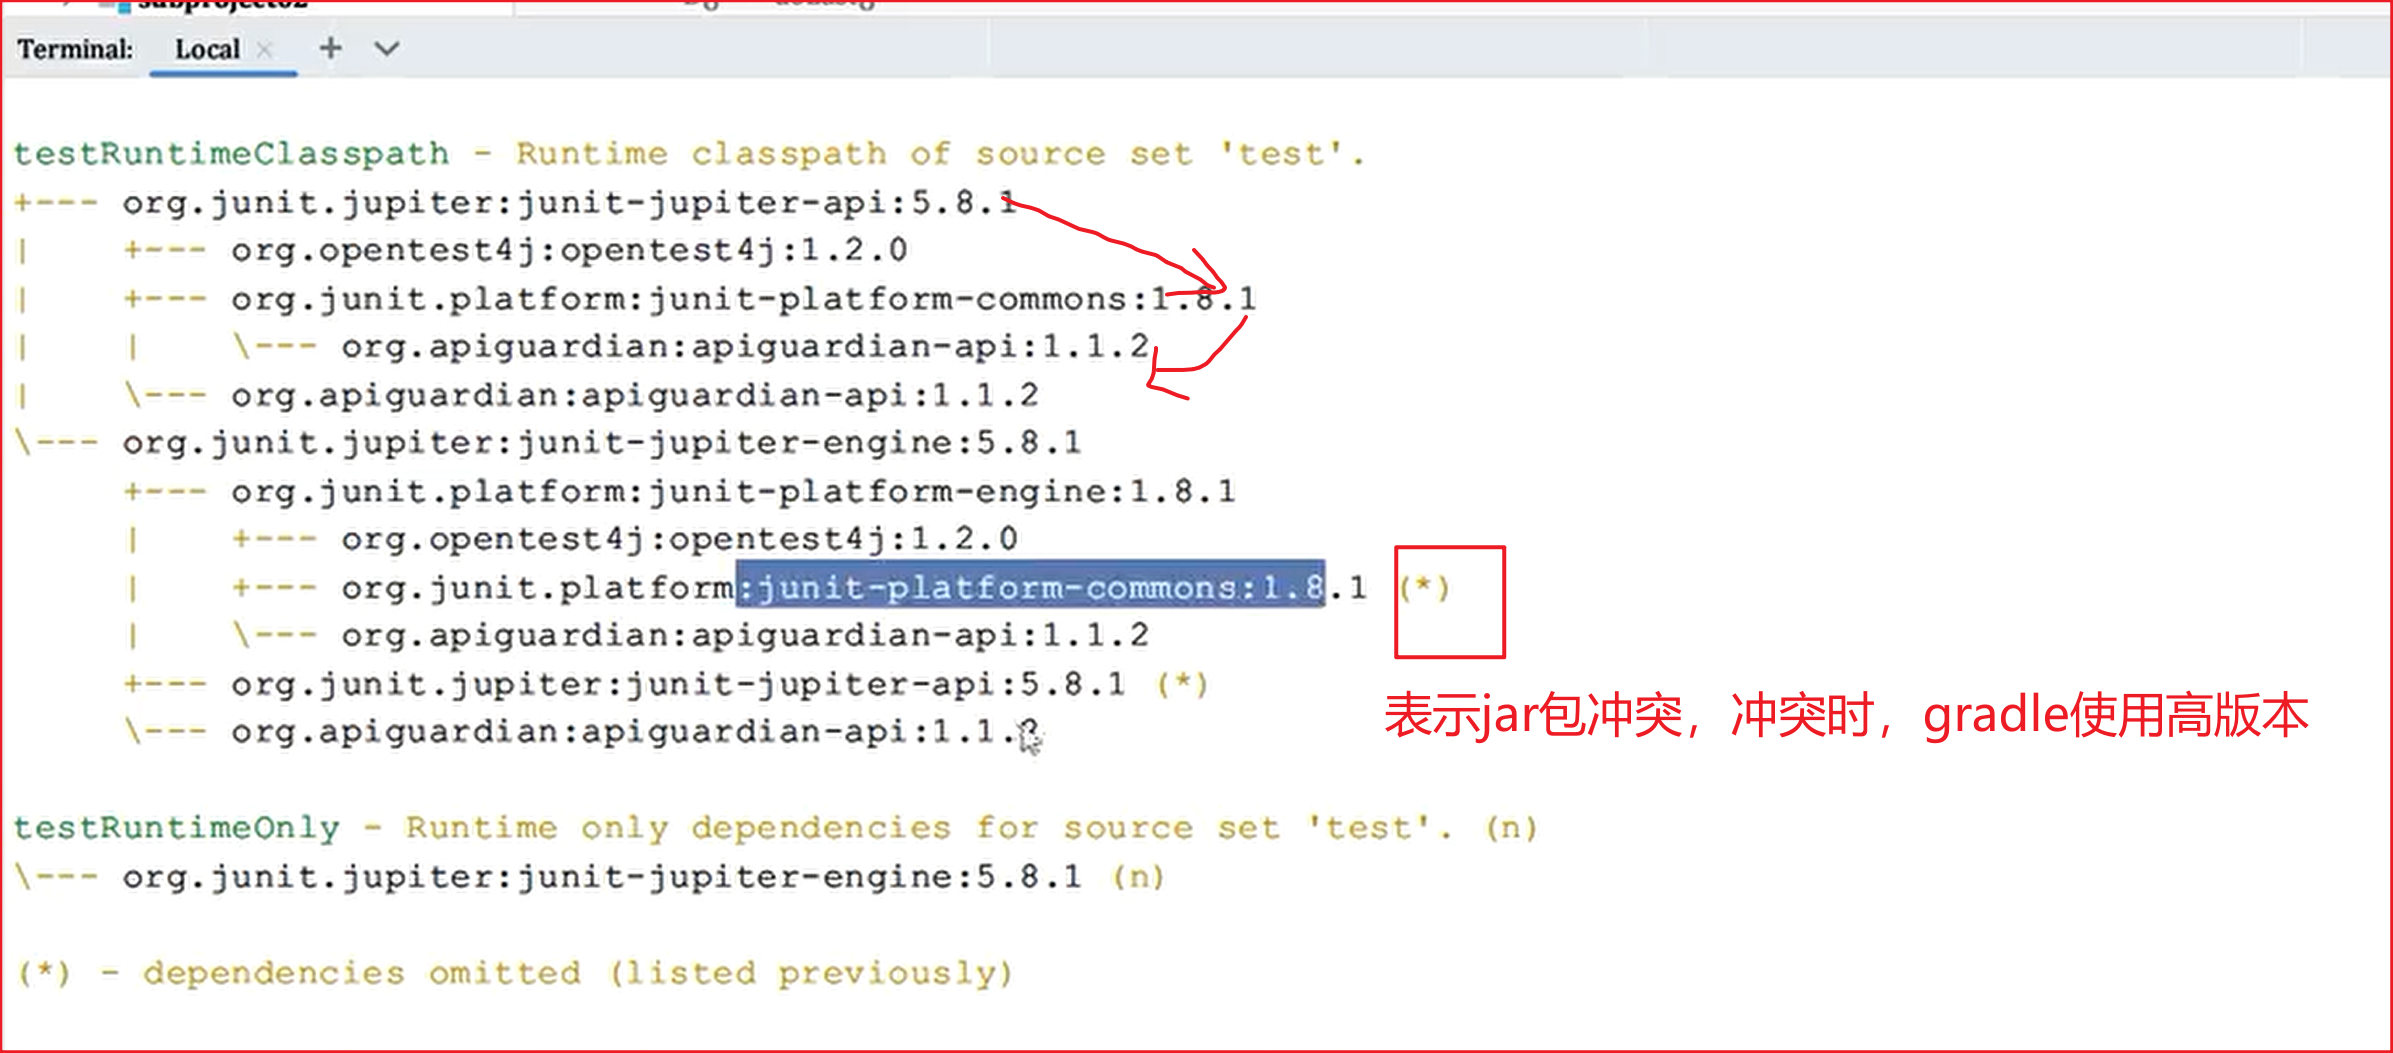 subproject02
Terminal: Local × +
testRuntimeClasspath - Runtime classpath of source set 'test'.
+--- org.junit.jupiter:junit-jupiter-api:5.8.1
|    +--- org.opentest4j:opentest4j:1.2.0
|    +--- org.junit.platform:junit-platform-commons:1.8.1
|    |    \--- org.apiguardian:apiguardian-api:1.1.2
|    \--- org.apiguardian:apiguardian-api:1.1.2
\--- org.junit.jupiter:junit-jupiter-engine:5.8.1
     +--- org.junit.platform:junit-platform-engine:1.8.1
     |    +--- org.opentest4j:opentest4j:1.2.0
     |    +--- org.junit.platform:junit-platform-commons:1.8.1 (*)
     |    \--- org.apiguardian:apiguardian-api:1.1.2
     +--- org.junit.jupiter:junit-jupiter-api:5.8.1 (*)
表示jar包冲突，冲突时，gradle使用高版本
     \--- org.apiguardian:apiguardian-api:1.1.2
testRuntimeOnly - Runtime only dependencies for source set 'test'. (n)
\--- org.junit.jupiter:junit-jupiter-engine:5.8.1 (n)
(*) - dependencies omitted (listed previously)